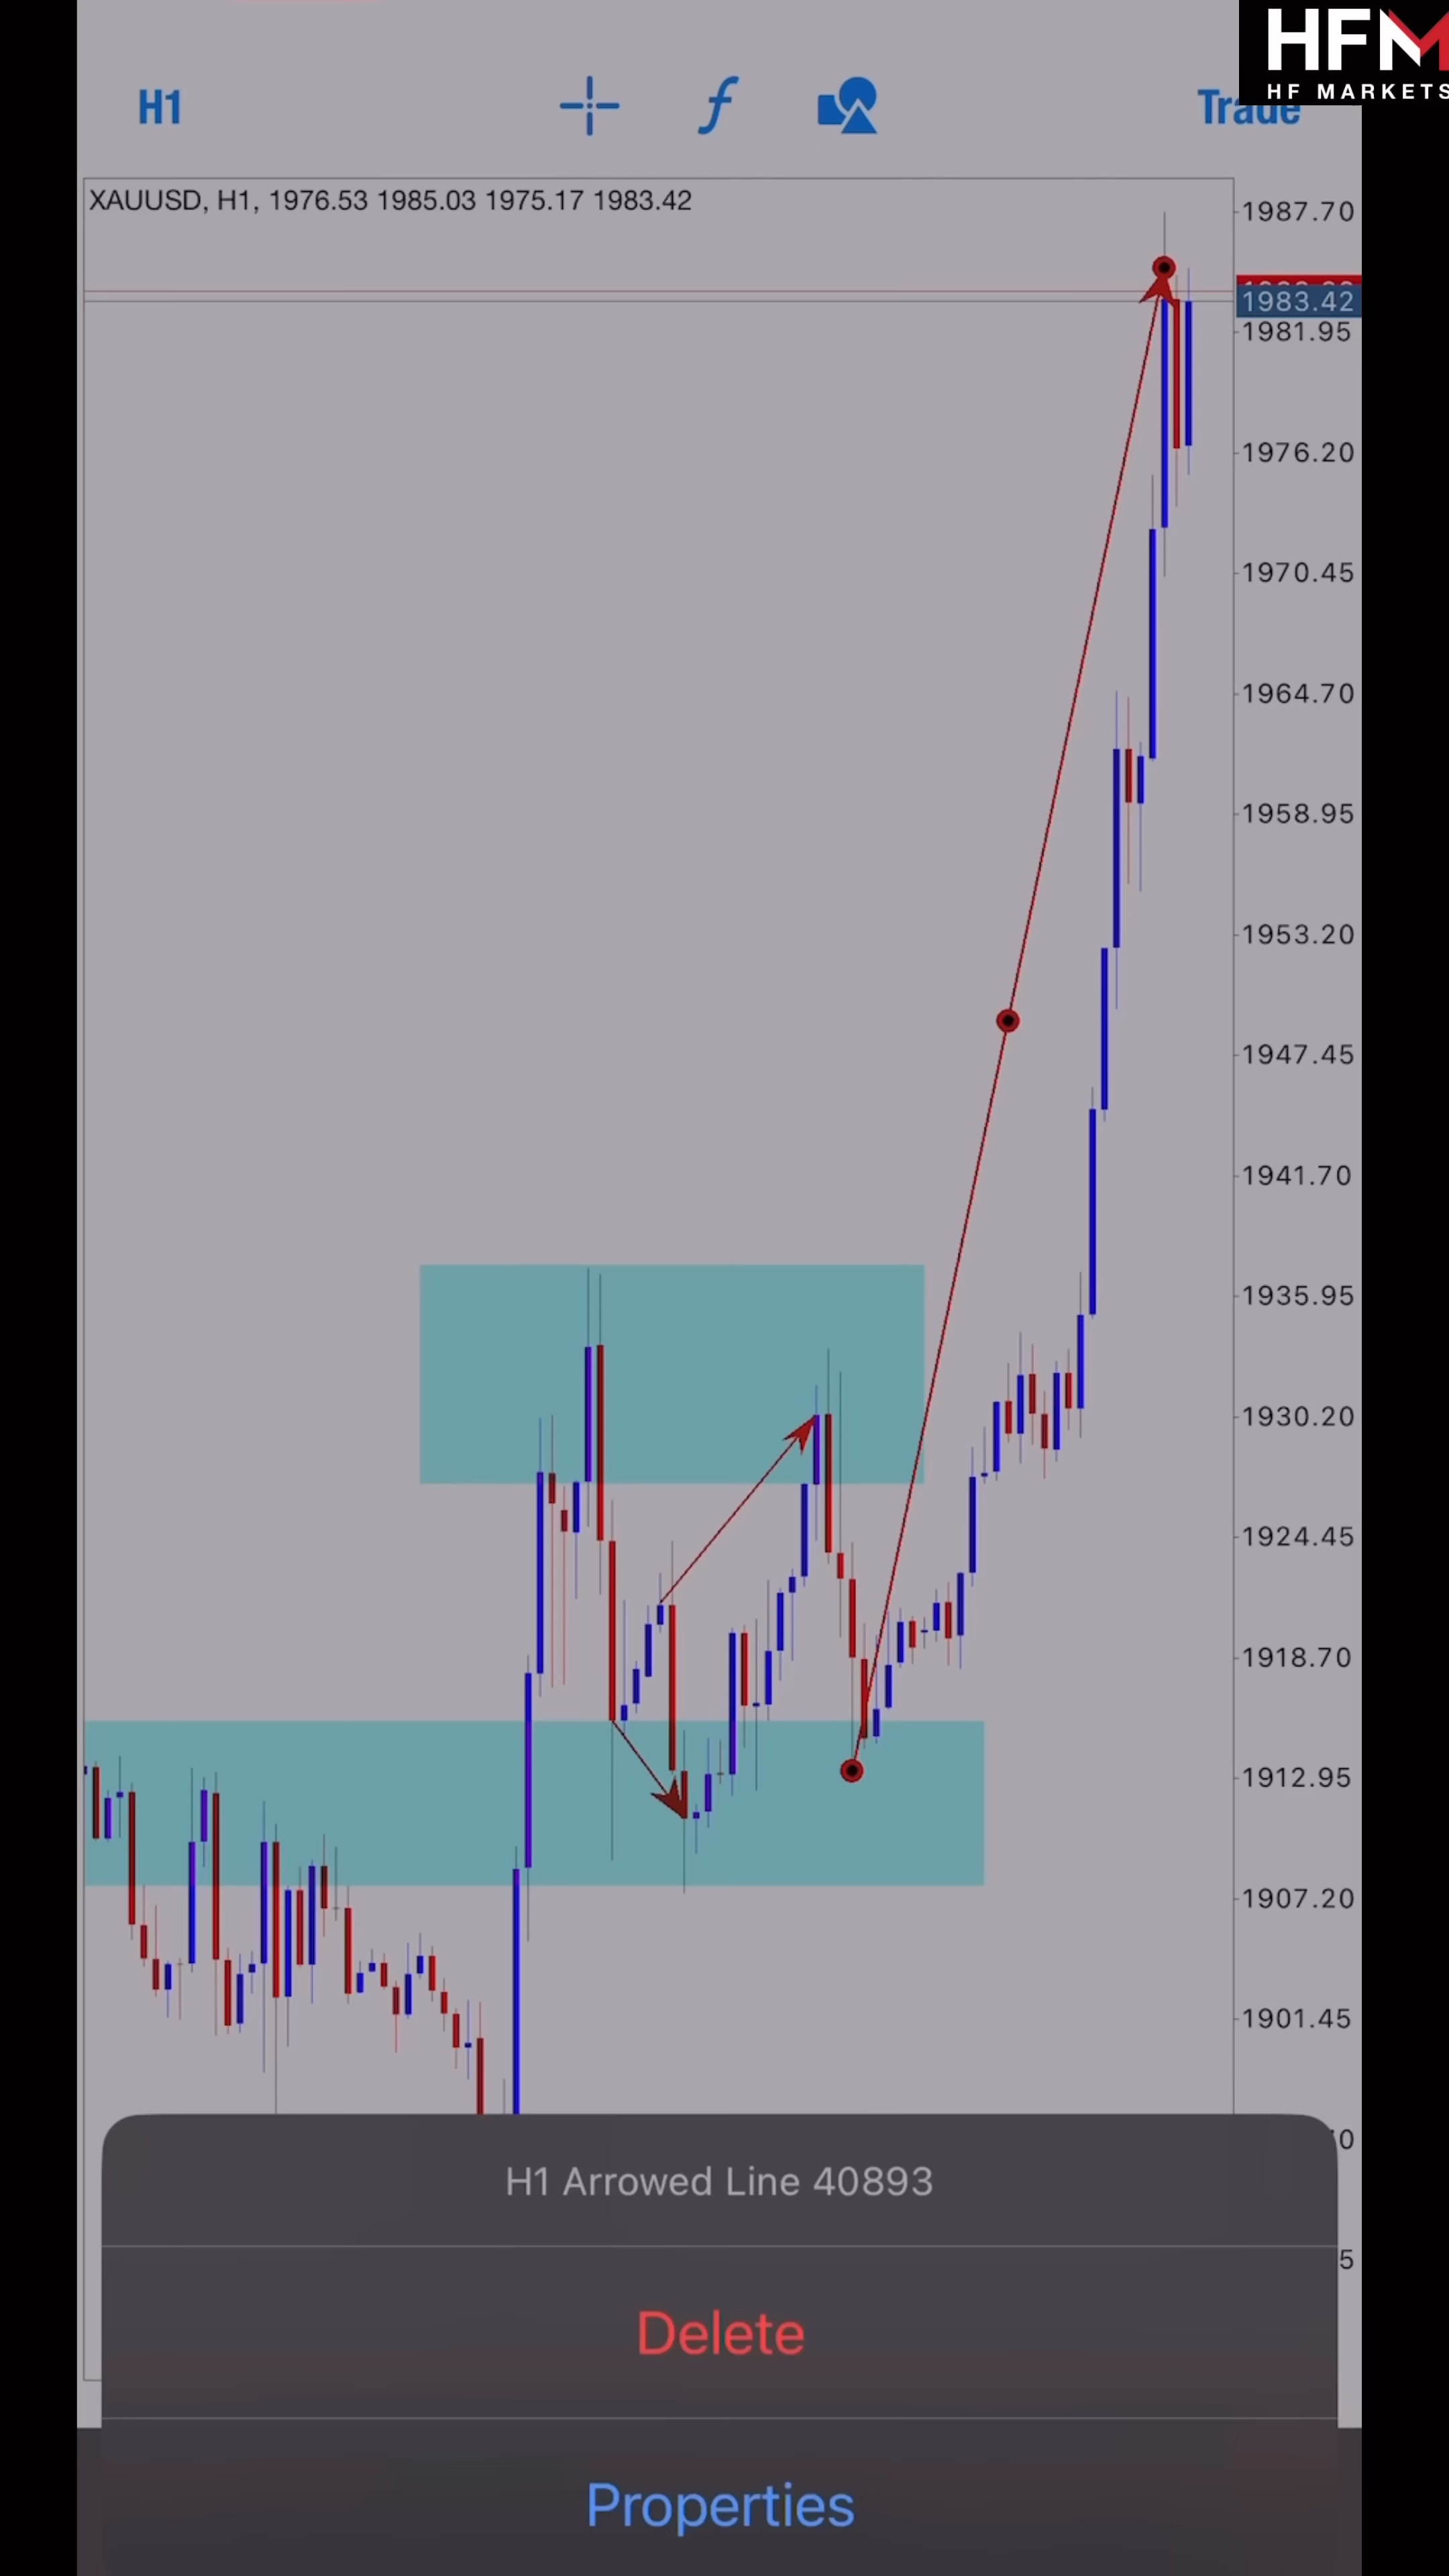 HFM
HF MARKETS
H1
Trade
XAUUSD, H1, 1976.53 1985.03 1975.17 1983.42
1987.70
1983.42
1981.95
1976.20
1970.45
1964.70
1958.95
1953.20
1947.45
1941.70
1935.95
1930.20
1924.45
1918.70
1912.95
1907.20
1901.45
0
5
H1 Arrowed Line 40893
Delete
Properties